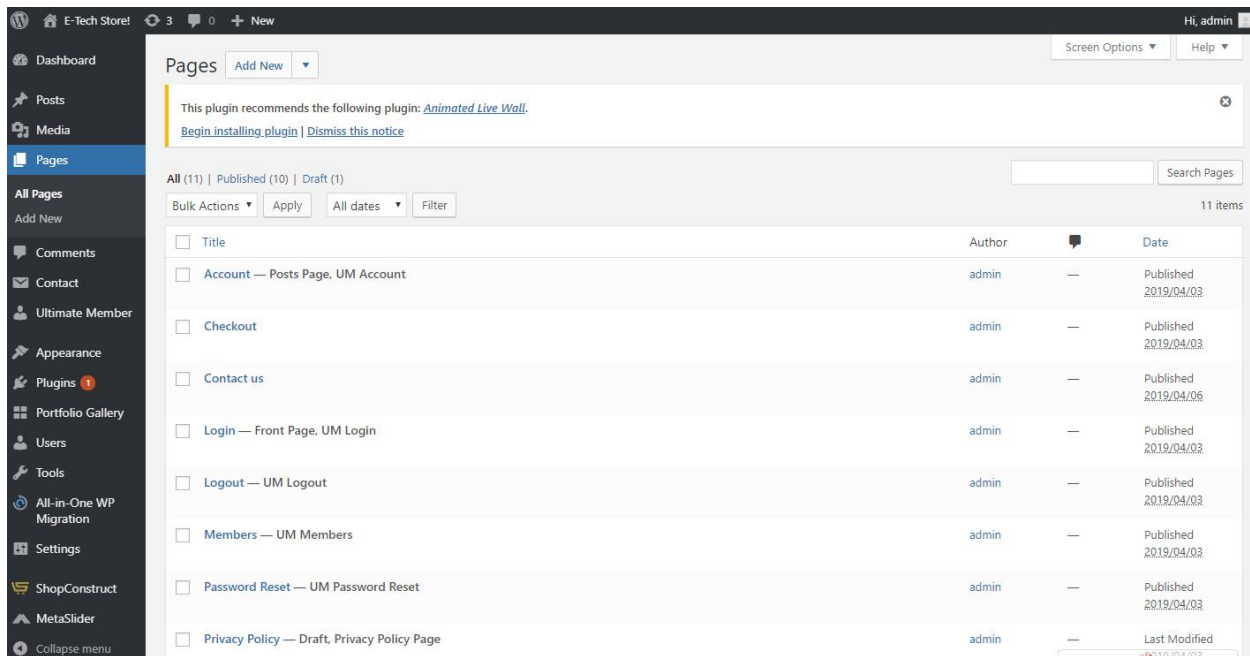 E-Tech Store! 3 0 New Hi, admin
Dashboard
Posts
Media
Pages
All Pages
Add New
Comments
Contact
Ultimate Member
Appearance
Plugins 1
Portfolio Gallery
Users
Tools
All-in-One WP
Migration
Settings
ShopConstruct
MetaSlider
Collapse menu
Screen Options ▼ Help ▼
Pages Add New ▼
This plugin recommends the following plugin: Animated Live Wall.
Begin installing plugin | Dismiss this notice
All (11) | Published (10) | Draft (1)
Search Pages
Bulk Actions ▼ Apply All dates ▼ Filter 11 items
Title Author Date
Account — Posts Page, UM Account admin — Published
2019/04/03
Checkout admin — Published
2019/04/03
Contact us admin — Published
2019/04/06
Login — Front Page, UM Login admin — Published
2019/04/03
Logout — UM Logout admin — Published
2019/04/03
Members — UM Members admin — Published
2019/04/03
Password Reset — UM Password Reset admin — Published
2019/04/03
Privacy Policy — Draft, Privacy Policy Page admin — Last Modified